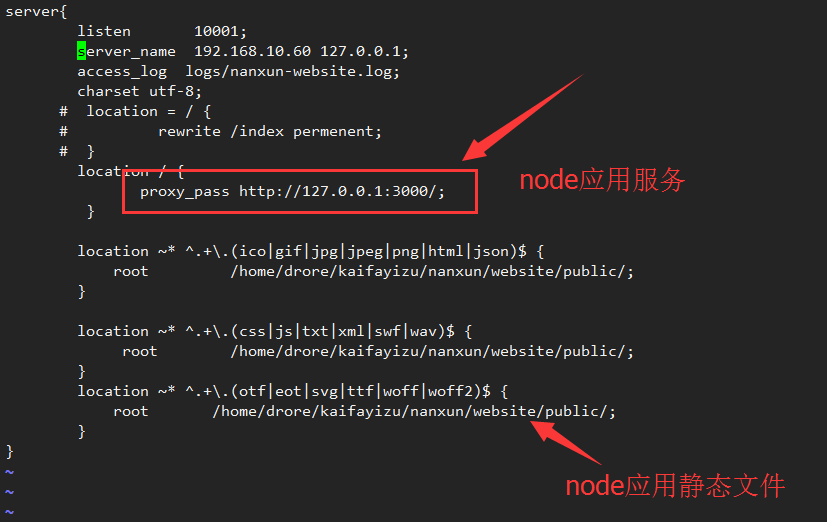 server{
listen 10001;
server_name 192.168.10.60 127.0.0.1;
access_log logs/nanxun-website.log;
charset utf-8;
# location = / {
# rewrite /index permenent;
# }
location / {
proxy_pass http://127.0.0.1:3000/;
node应用服务
}
location ~* ^.+\.(ico|gif|jpg|jpeg|png|html|json)$ {
root /home/drore/kaifayizu/nanxun/website/public/;
}
location ~* ^.+\.(css|js|txt|xml|swf|wav)$ {
root /home/drore/kaifayizu/nanxun/website/public/;
}
location ~* ^.+\.(otf|eot|svg|ttf|woff|woff2)$ {
root /home/drore/kaifayizu/nanxun/website/public/;
}
}
~
~
node应用静态文件
~